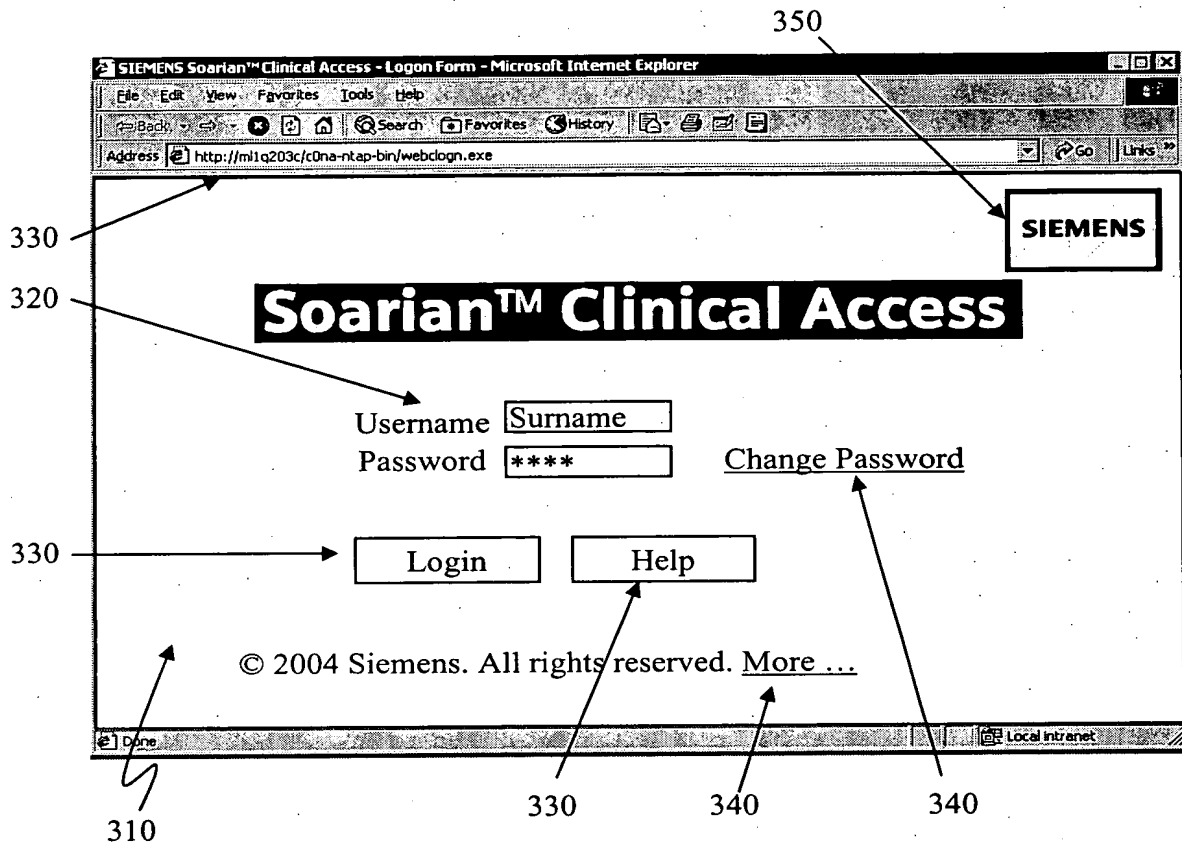 350
SIEMENS Soarian™ Clinical Access - Logon Form - Microsoft Internet Explorer
File Edit View Favorites Tools Help
Back Search Favorites History
Address http://ml1q203c/c0na-ntap-bin/webclogn.exe Go Links »
330
SIEMENS
320
Soarian™ Clinical Access
Username Surname
Password **** Change Password
330
Login Help
© 2004 Siemens. All rights reserved. More ...
Done Local intranet
330 340 340
310